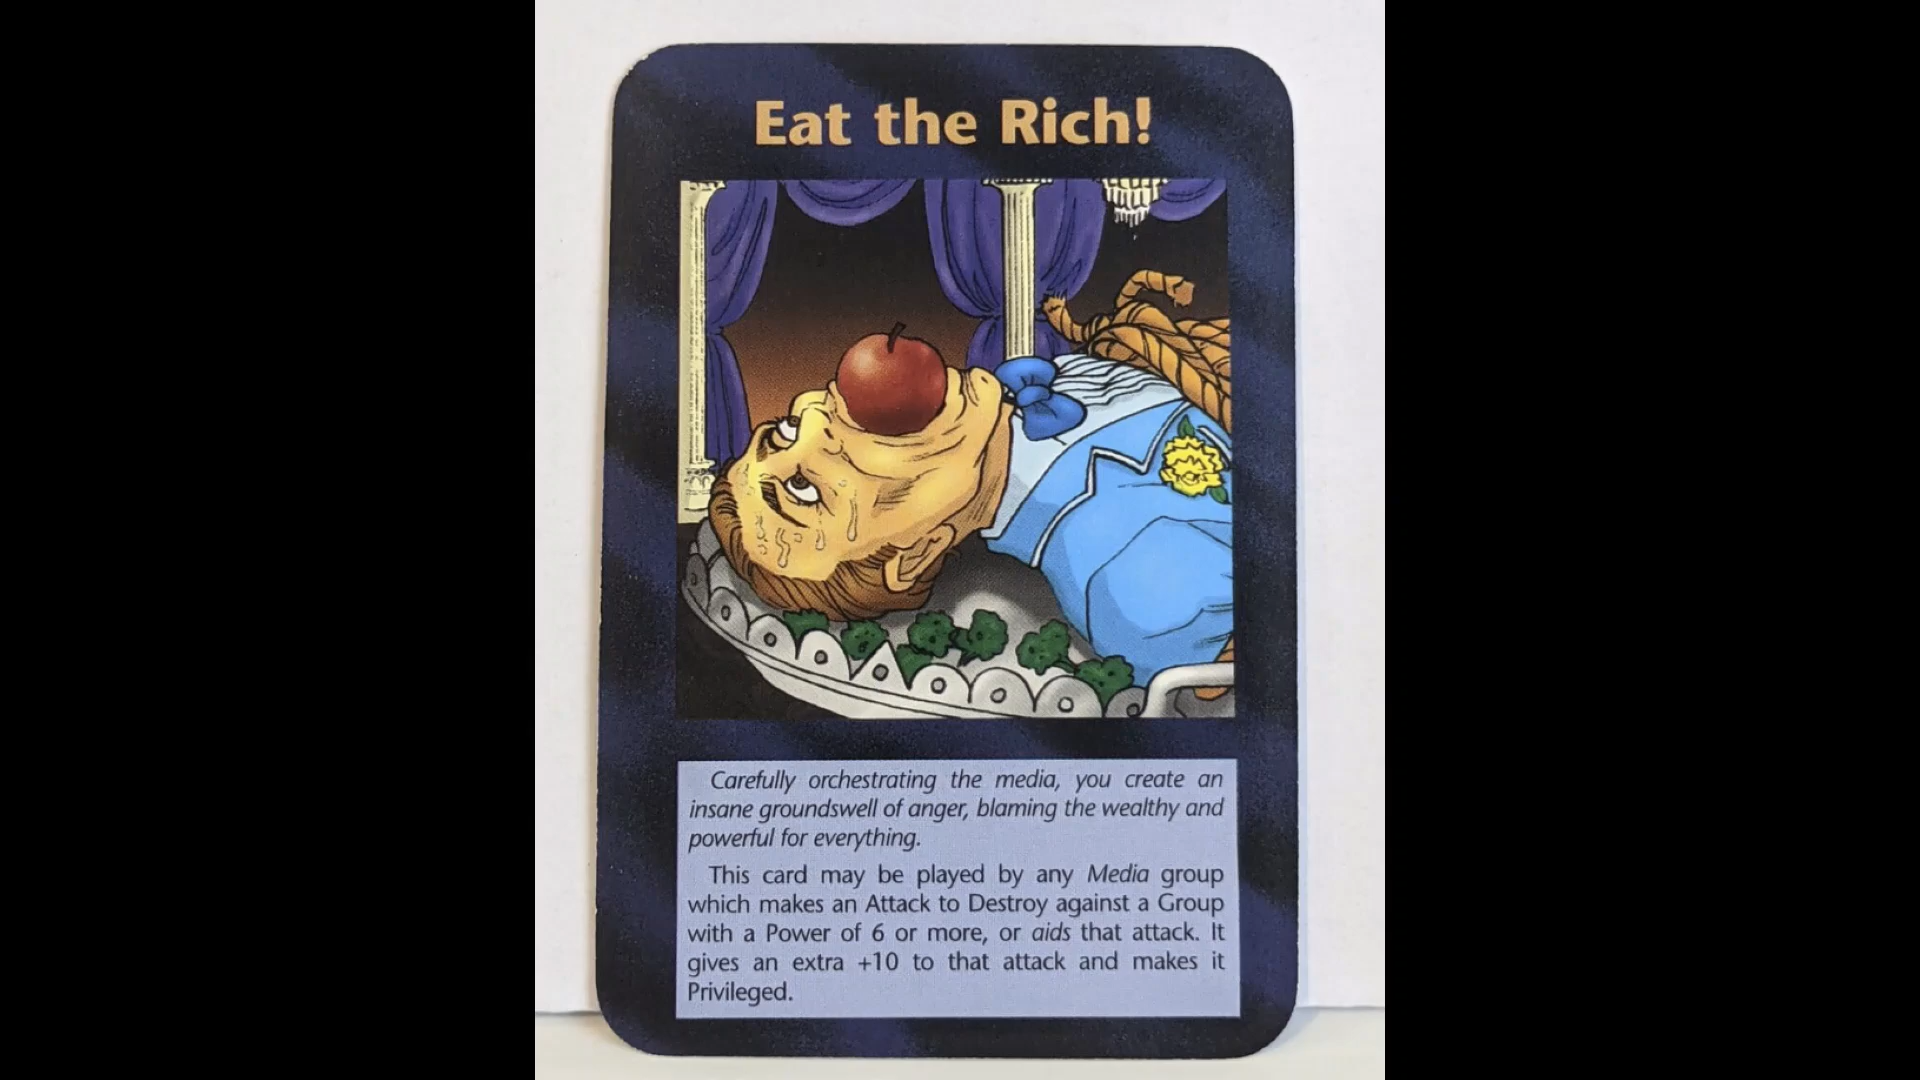 Eat the Rich!
Carefully orchestrating the media, you create an
insane groundswell of anger, blaming the wealthy and
powerful for everything.
This card may be played by any Media group
which makes an Attack to Destroy against a Group
with a Power of 6 or more, or aids that attack. It
gives an extra +10 to that attack and makes it
Privileged.